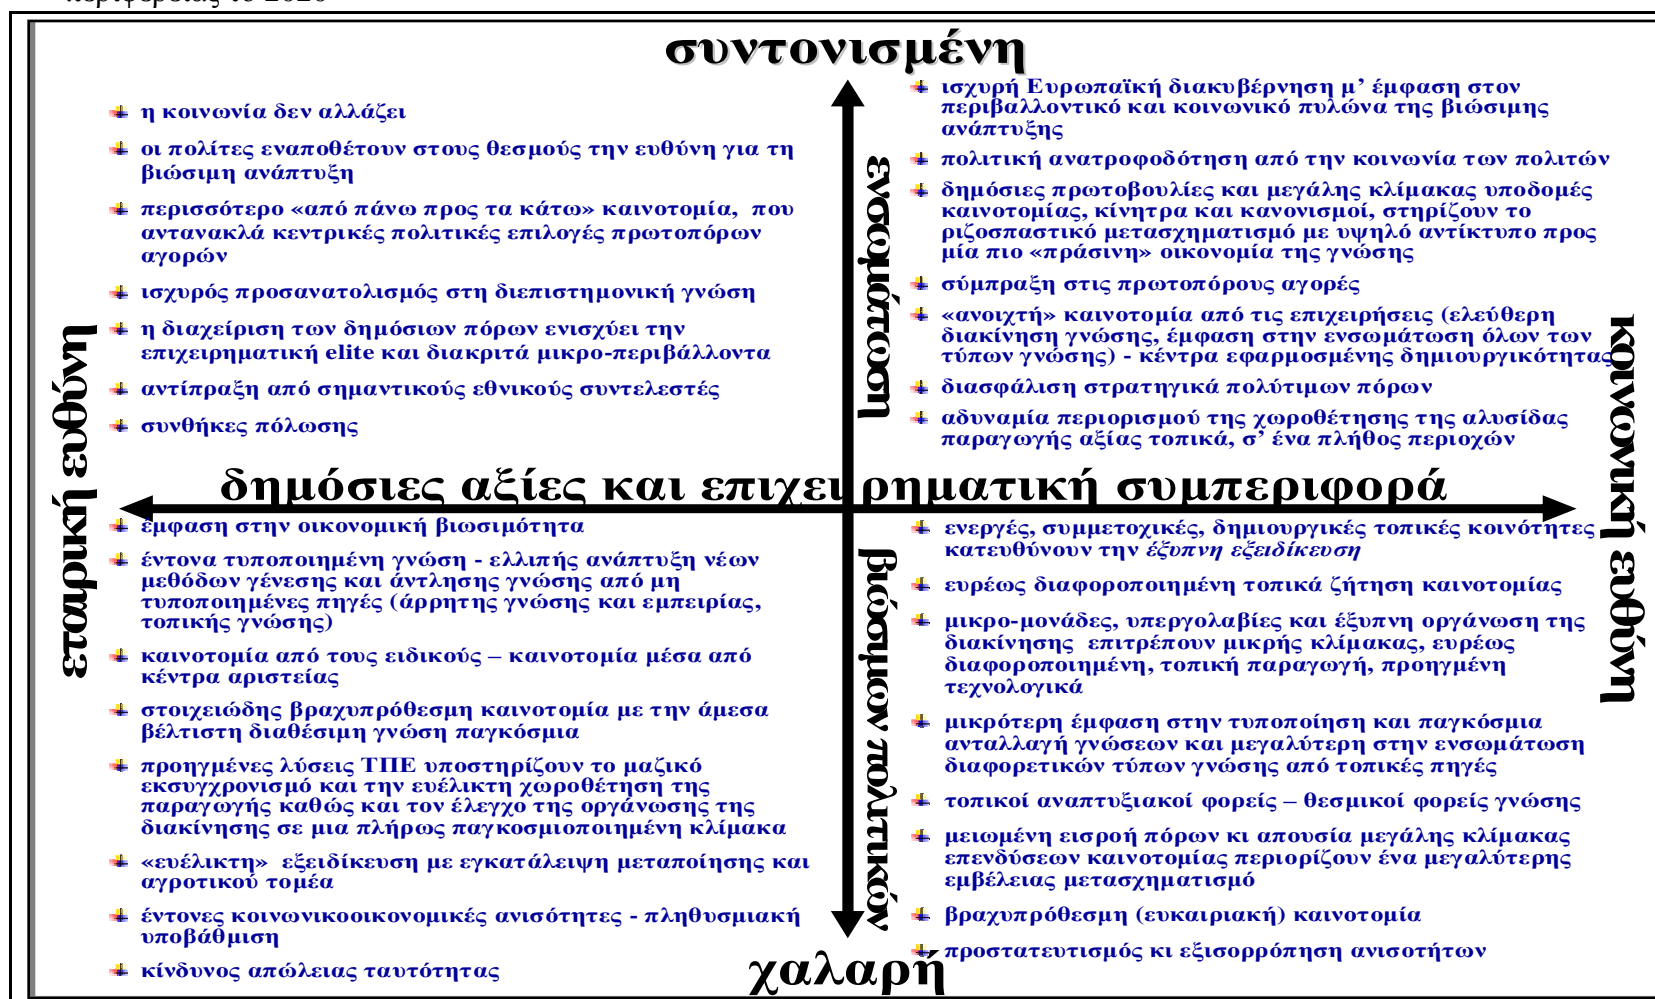 συντονισμένη
η κοινωνία δεν αλλάζει
οι πολίτες εναποθέτουν στους θεσμούς την ευθύνη για τη
βιώσιμη ανάπτυξη
περισσότερο «από πάνω προς τα κάτω» καινοτομία, που
αντανακλά κεντρικές πολιτικές επιλογές πρωτοπόρων
αγορών
ισχυρός προσανατολισμός στη διεπιστημονική γνώση
η διαχείριση των δημόσιων πόρων ενισχύει την
επιχειρηματική elite και διακριτά μικρο-περιβάλλοντα
αντίπραξη από σημαντικούς εθνικούς συντελεστές
συνθήκες πόλωσης
ενσωμάτωση
ισχυρή Ευρωπαϊκή διακυβέρνηση μ’ έμφαση στον
περιβαλλοντικό και κοινωνικό πυλώνα της βιώσιμης
ανάπτυξης
πολιτική ανατροφοδότηση από την κοινωνία των πολιτών
δημόσιες πρωτοβουλίες και μεγάλης κλίμακας υποδομές
καινοτομίας, κίνητρα και κανονισμοί, στηρίζουν το
ριζοσπαστικό μετασχηματισμό με υψηλό αντίκτυπο προς
μία πιο «πράσινη» οικονομία της γνώσης
σύμπραξη στις πρωτοπόρους αγορές
«ανοιχτή» καινοτομία από τις επιχειρήσεις (ελεύθερη
διακίνηση γνώσης, έμφαση στην ενσωμάτωση όλων των
τύπων γνώσης) - κέντρα εφαρμοσμένης δημιουργικότητας
διασφάλιση στρατηγικά πολύτιμων πόρων
αδυναμία περιορισμού της χωροθέτησης της αλυσίδας
παραγωγής αξίας τοπικά, σ’ ένα πλήθος περιοχών
εταιρική ευθύνη
δημόσιες αξίες και επιχειρηματική συμπεριφορά
κοινωνική ευθύνη
έμφαση στην οικονομική βιωσιμότητα
έντονα τυποποιημένη γνώση - ελλιπής ανάπτυξη νέων
μεθόδων γένεσης και άντλησης γνώσης από μη
τυποποιημένες πηγές (άρρητης γνώσης και εμπειρίας,
τοπικής γνώσης)
καινοτομία από τους ειδικούς – καινοτομία μέσα από
κέντρα αριστείας
στοιχειώδης βραχυπρόθεσμη καινοτομία με την άμεσα
βέλτιστη διαθέσιμη γνώση παγκόσμια
προηγμένες λύσεις ΤΠΕ υποστηρίζουν το μαζικό
εκσυγχρονισμό και την ευέλικτη χωροθέτηση της
παραγωγής καθώς και τον έλεγχο της οργάνωσης της
διακίνησης σε μια πλήρως παγκοσμιοποιημένη κλίμακα
«ευέλικτη» εξειδίκευση με εγκατάλειψη μεταποίησης και
αγροτικού τομέα
έντονες κοινωνικοοικονομικές ανισότητες - πληθυσμιακή
υποβάθμιση
κίνδυνος απώλειας ταυτότητας
βιώσιμων πολιτικών
ενεργές, συμμετοχικές, δημιουργικές τοπικές κοινότητες
κατευθύνουν την έξυπνη εξειδίκευση
ευρέως διαφοροποιημένη τοπικά ζήτηση καινοτομίας
μικρο-μονάδες, υπεργολαβίες και έξυπνη οργάνωση της
διακίνησης επιτρέπουν μικρής κλίμακας, ευρέως
διαφοροποιημένη, τοπική παραγωγή, προηγμένη
τεχνολογικά
μικρότερη έμφαση στην τυποποίηση και παγκόσμια
ανταλλαγή γνώσεων και μεγαλύτερη στην ενσωμάτωση
διαφορετικών τύπων γνώσης από τοπικές πηγές
τοπικοί αναπτυξιακοί φορείς – θεσμικοί φορείς γνώσης
μειωμένη εισροή πόρων κι απουσία μεγάλης κλίμακας
επενδύσεων καινοτομίας περιορίζουν ένα μεγαλύτερης
εμβέλειας μετασχηματισμό
βραχυπρόθεσμη (ευκαιριακή) καινοτομία
προστατευτισμός κι εξισορρόπηση ανισοτήτων
χαλαρή